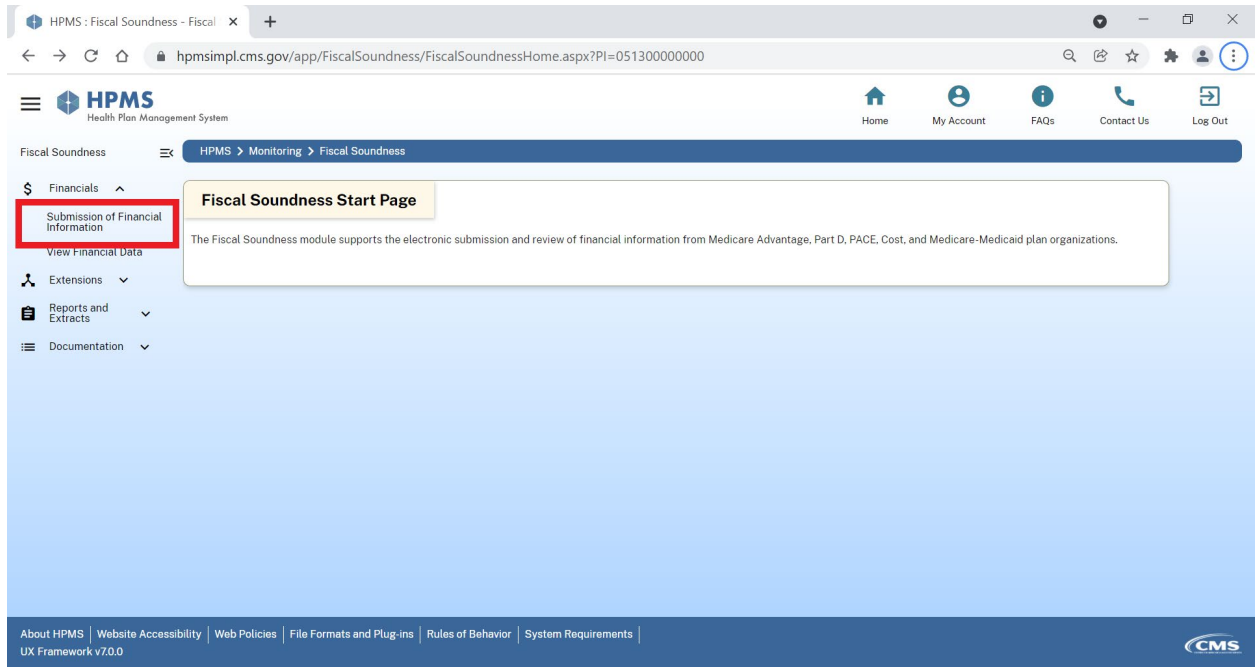 HPMS : Fiscal Soundness - Fiscal
hpmsimpl.cms.gov/app/FiscalSoundness/FiscalSoundnessHome.aspx?PI=051300000000
HPMS
Health Plan Management System
Home
My Account
FAQs
Contact Us
Log Out
Fiscal Soundness
HPMS > Monitoring > Fiscal Soundness
$ Financials
Submission of Financial
Information
View Financial Data
Extensions
Reports and
Extracts
Documentation
Fiscal Soundness Start Page
The Fiscal Soundness module supports the electronic submission and review of financial information from Medicare Advantage, Part D, PACE, Cost, and Medicare-Medicaid plan organizations.
About HPMS | Website Accessibility | Web Policies | File Formats and Plug-ins | Rules of Behavior | System Requirements |
UX Framework v7.0.0
CMS